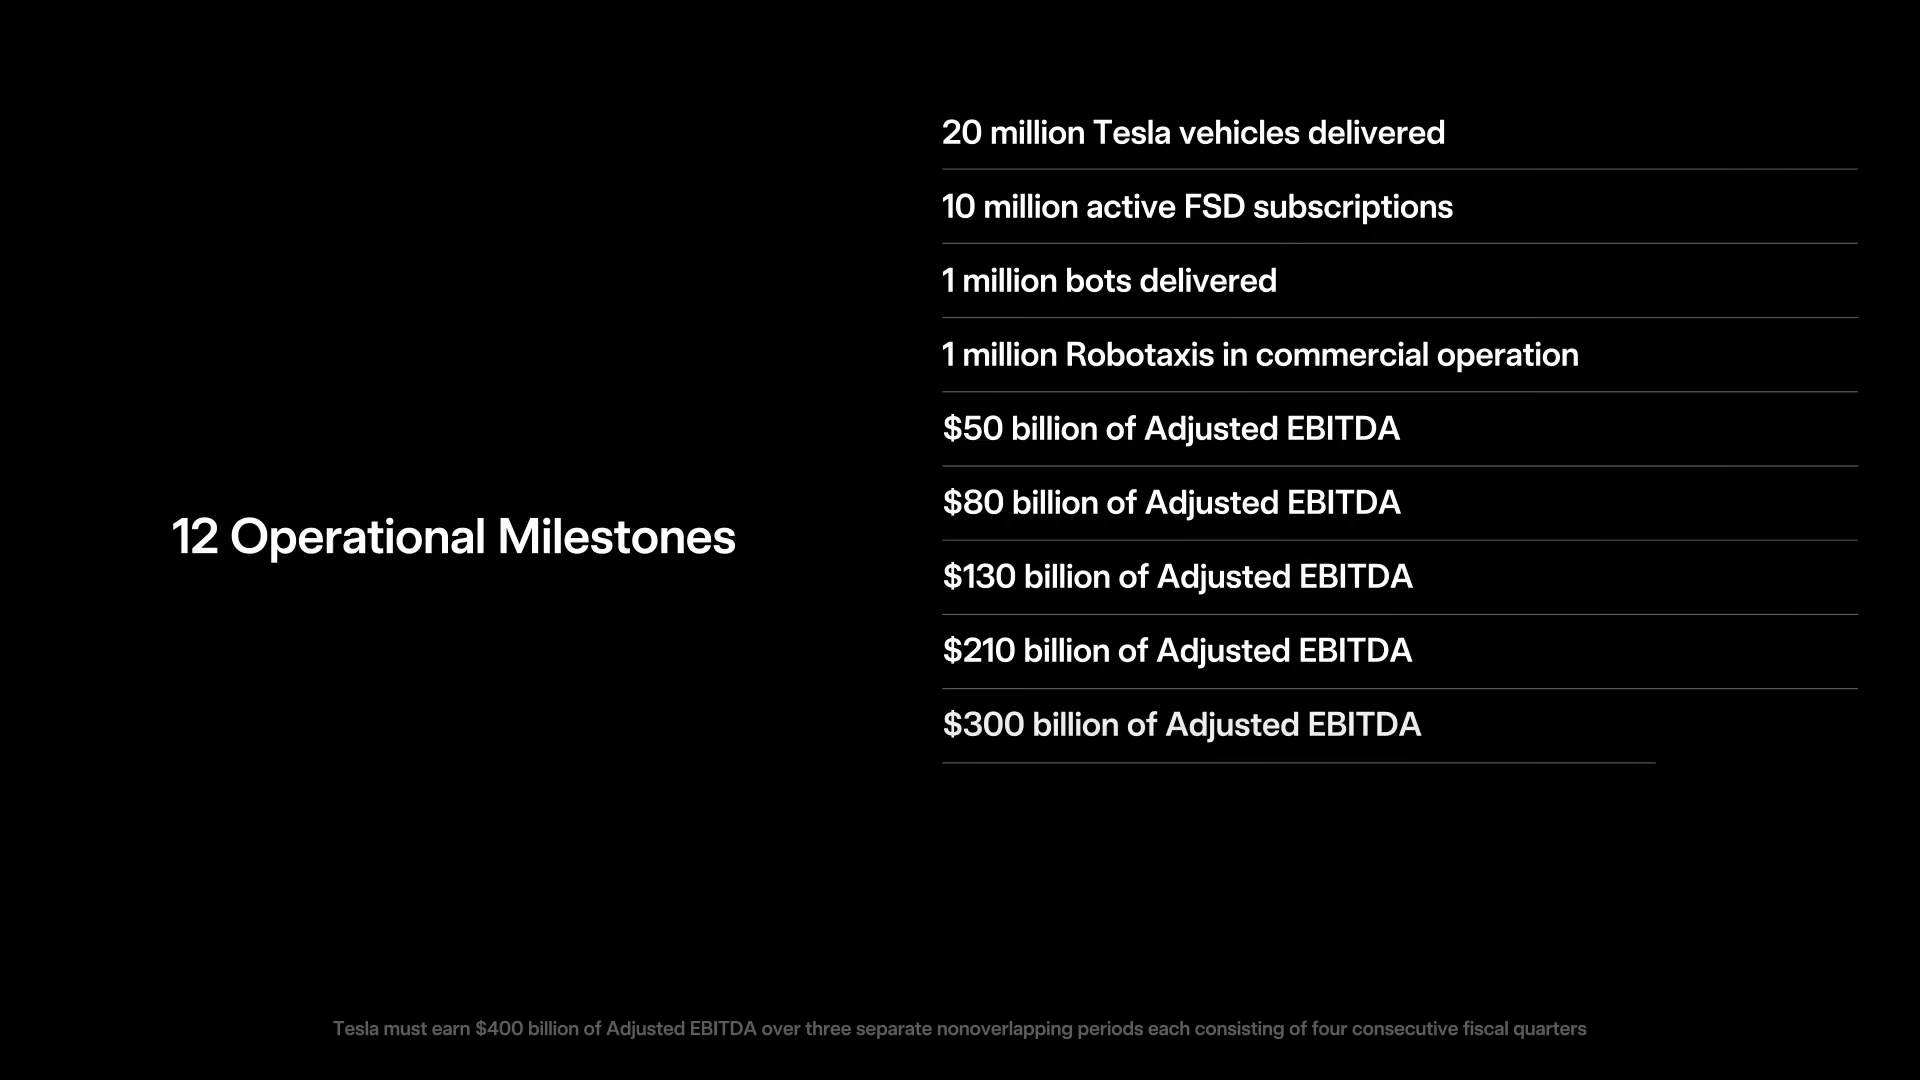 12 Operational Milestones
20 million Tesla vehicles delivered
10 million active FSD subscriptions
1 million bots delivered
1 million Robotaxis in commercial operation
$50 billion of Adjusted EBITDA
$80 billion of Adjusted EBITDA
$130 billion of Adjusted EBITDA
$210 billion of Adjusted EBITDA
$300 billion of Adjusted EBITDA
Tesla must earn $400 billion of Adjusted EBITDA over three separate nonoverlapping periods each consisting of four consecutive fiscal quarters